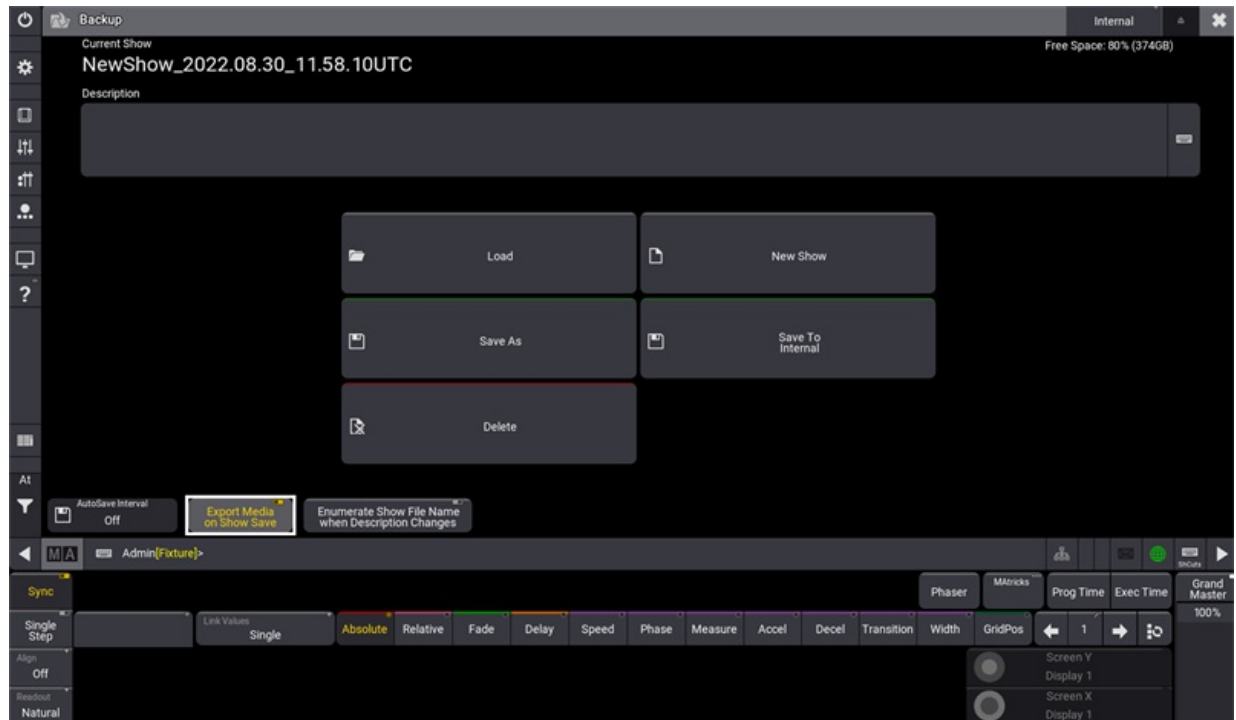 Backup
Internal
Current Show
Free Space: 80% (374GB)
NewShow_2022.08.30_11.58.10UTC
Description
Load
New Show
Save As
Save To
Internal
Delete
?
At
AutoSave Interval
Off
Export Media
on Show Save
Enumerate Show File Name
when Description Changes
MA
Admin[Fixture]>
ShCuts
Sync
Phaser
MAtricks
Prog Time
Exec Time
Grand
Master
100%
Single
Step
Link Values
Single
Absolute
Relative
Fade
Delay
Speed
Phase
Measure
Accel
Decel
Transition
Width
GridPos
1
Align
Off
Screen Y
Display 1
Readout
Natural
Screen X
Display 1